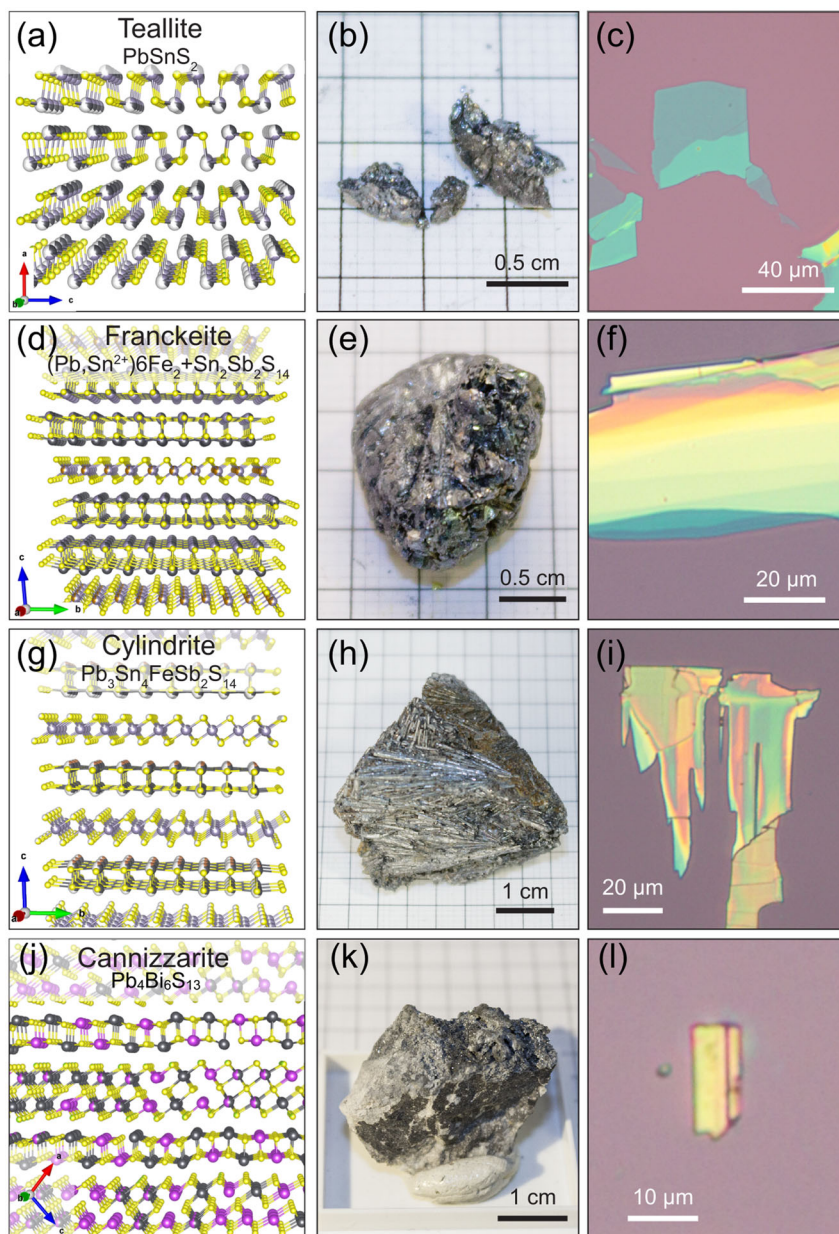 (a) Teallite
PbSnS₂
a
b
c
(b)
0.5 cm
(c)
40 µm
(d) Franckeite
(Pb,Sn²⁺)6Fe₂+Sn₂Sb₂S₁₄
c
a
b
(e)
0.5 cm
(f)
20 µm
(g) Cylindrite
Pb₃Sn₄FeSb₂S₁₄
c
a
b
(h)
1 cm
(i)
20 µm
(j) Cannizzarite
Pb₄Bi₆S₁₃
a
b
c
(k)
1 cm
(l)
10 µm